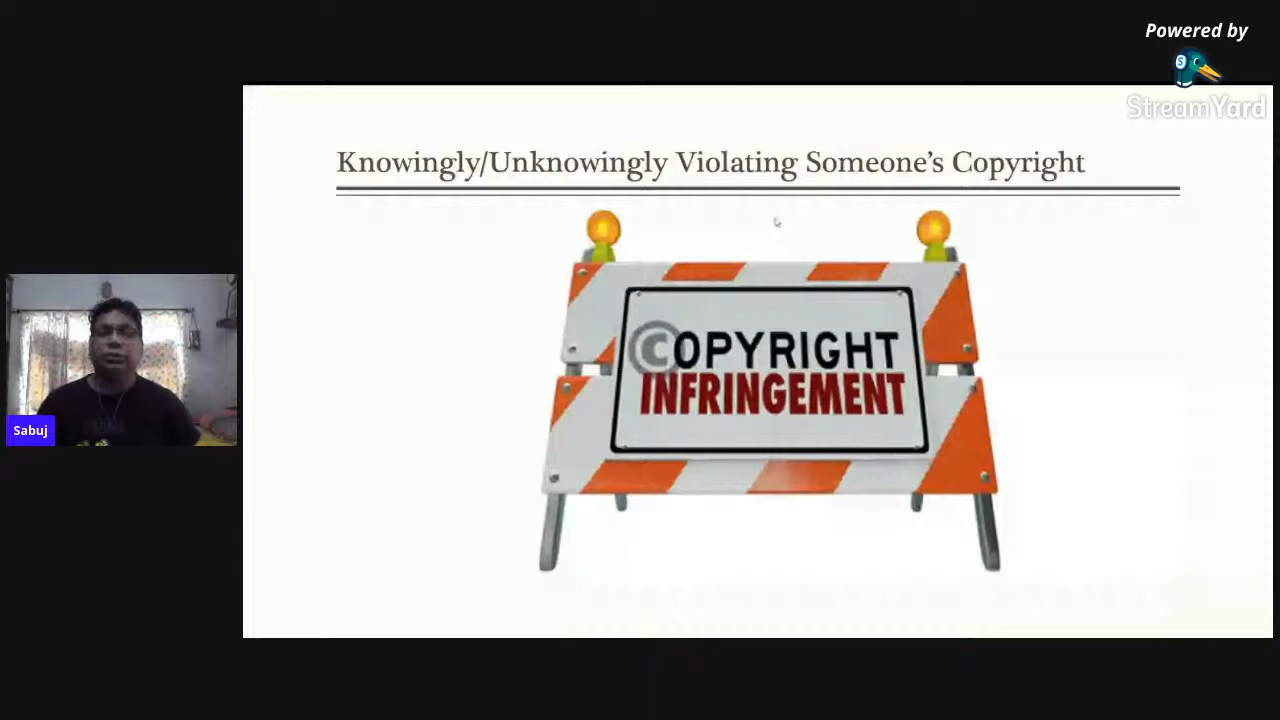 Powered by
StreamYard
Knowingly/Unknowingly Violating Someone’s Copyright
©OPYRIGHT
INFRINGEMENT
Sabuj